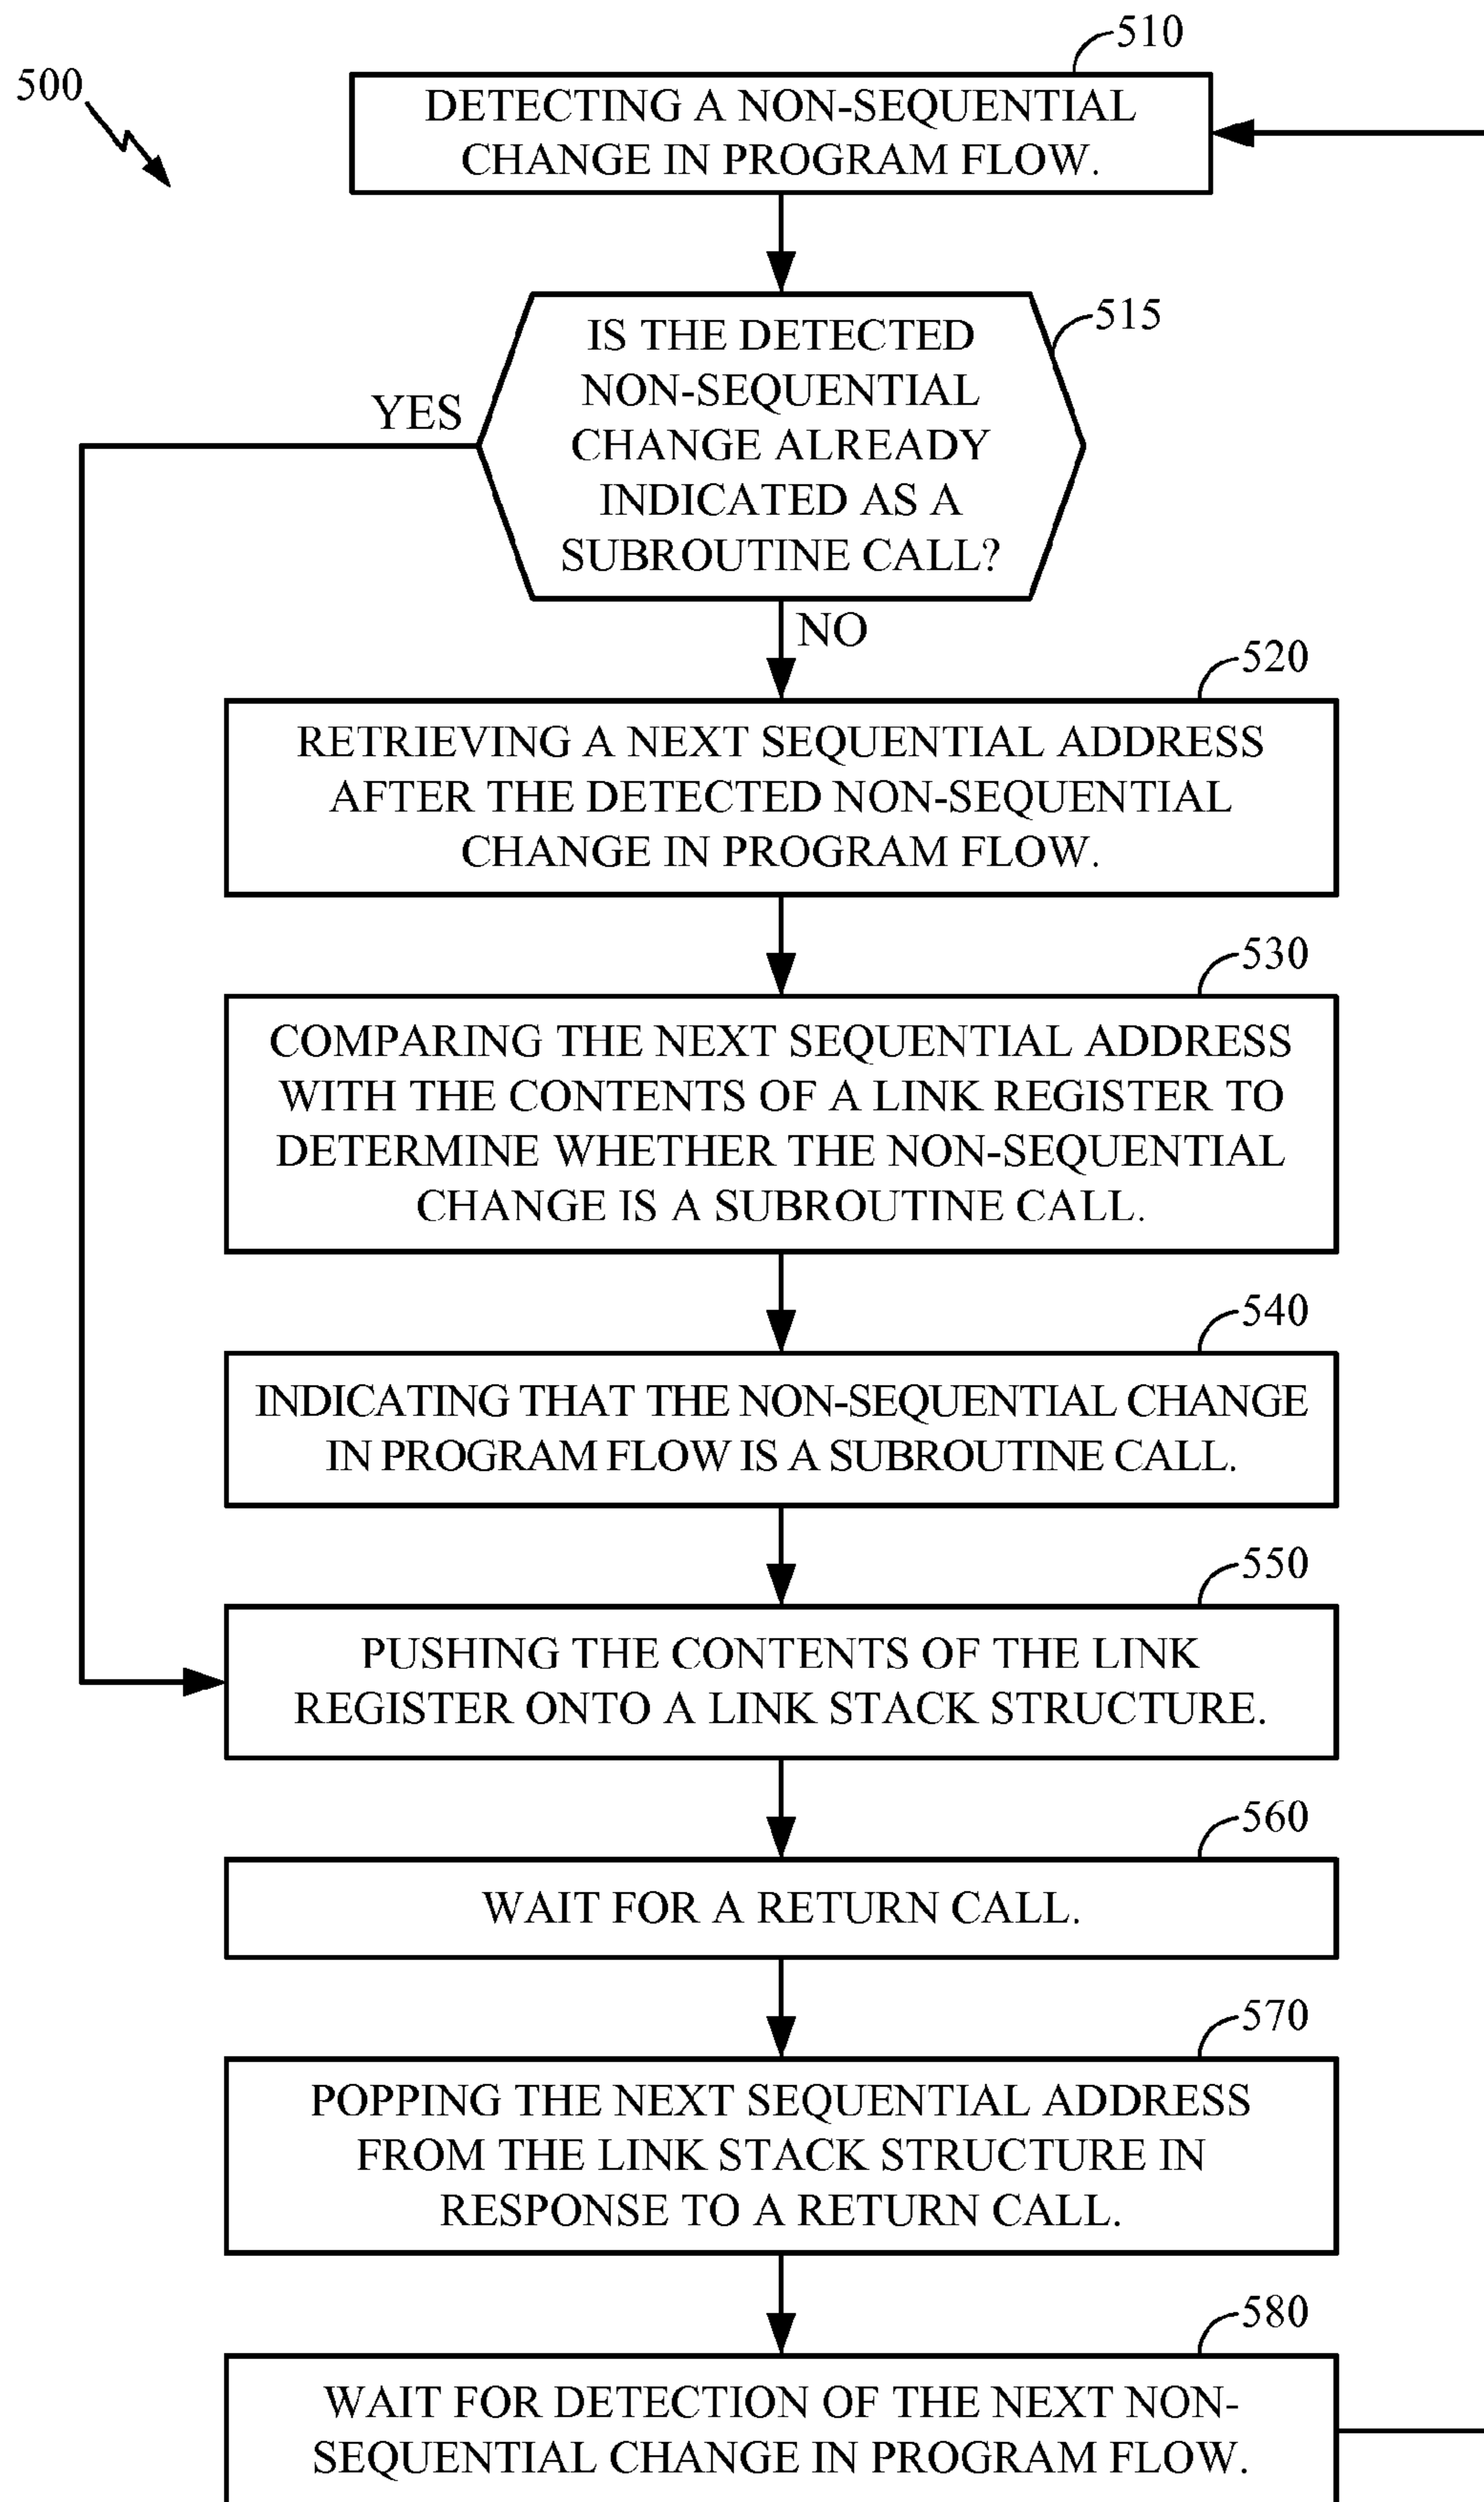 510
500
DETECTING A NON-SEQUENTIAL
CHANGE IN PROGRAM FLOW.
515
IS THE DETECTED
NON-SEQUENTIAL
CHANGE ALREADY
INDICATED AS A
SUBROUTINE CALL?
YES
NO
520
RETRIEVING A NEXT SEQUENTIAL ADDRESS
AFTER THE DETECTED NON-SEQUENTIAL
CHANGE IN PROGRAM FLOW.
530
COMPARING THE NEXT SEQUENTIAL ADDRESS
WITH THE CONTENTS OF A LINK REGISTER TO
DETERMINE WHETHER THE NON-SEQUENTIAL
CHANGE IS A SUBROUTINE CALL.
540
INDICATING THAT THE NON-SEQUENTIAL CHANGE
IN PROGRAM FLOW IS A SUBROUTINE CALL.
550
PUSHING THE CONTENTS OF THE LINK
REGISTER ONTO A LINK STACK STRUCTURE.
560
WAIT FOR A RETURN CALL.
570
POPPING THE NEXT SEQUENTIAL ADDRESS
FROM THE LINK STACK STRUCTURE IN
RESPONSE TO A RETURN CALL.
580
WAIT FOR DETECTION OF THE NEXT NON-
SEQUENTIAL CHANGE IN PROGRAM FLOW.